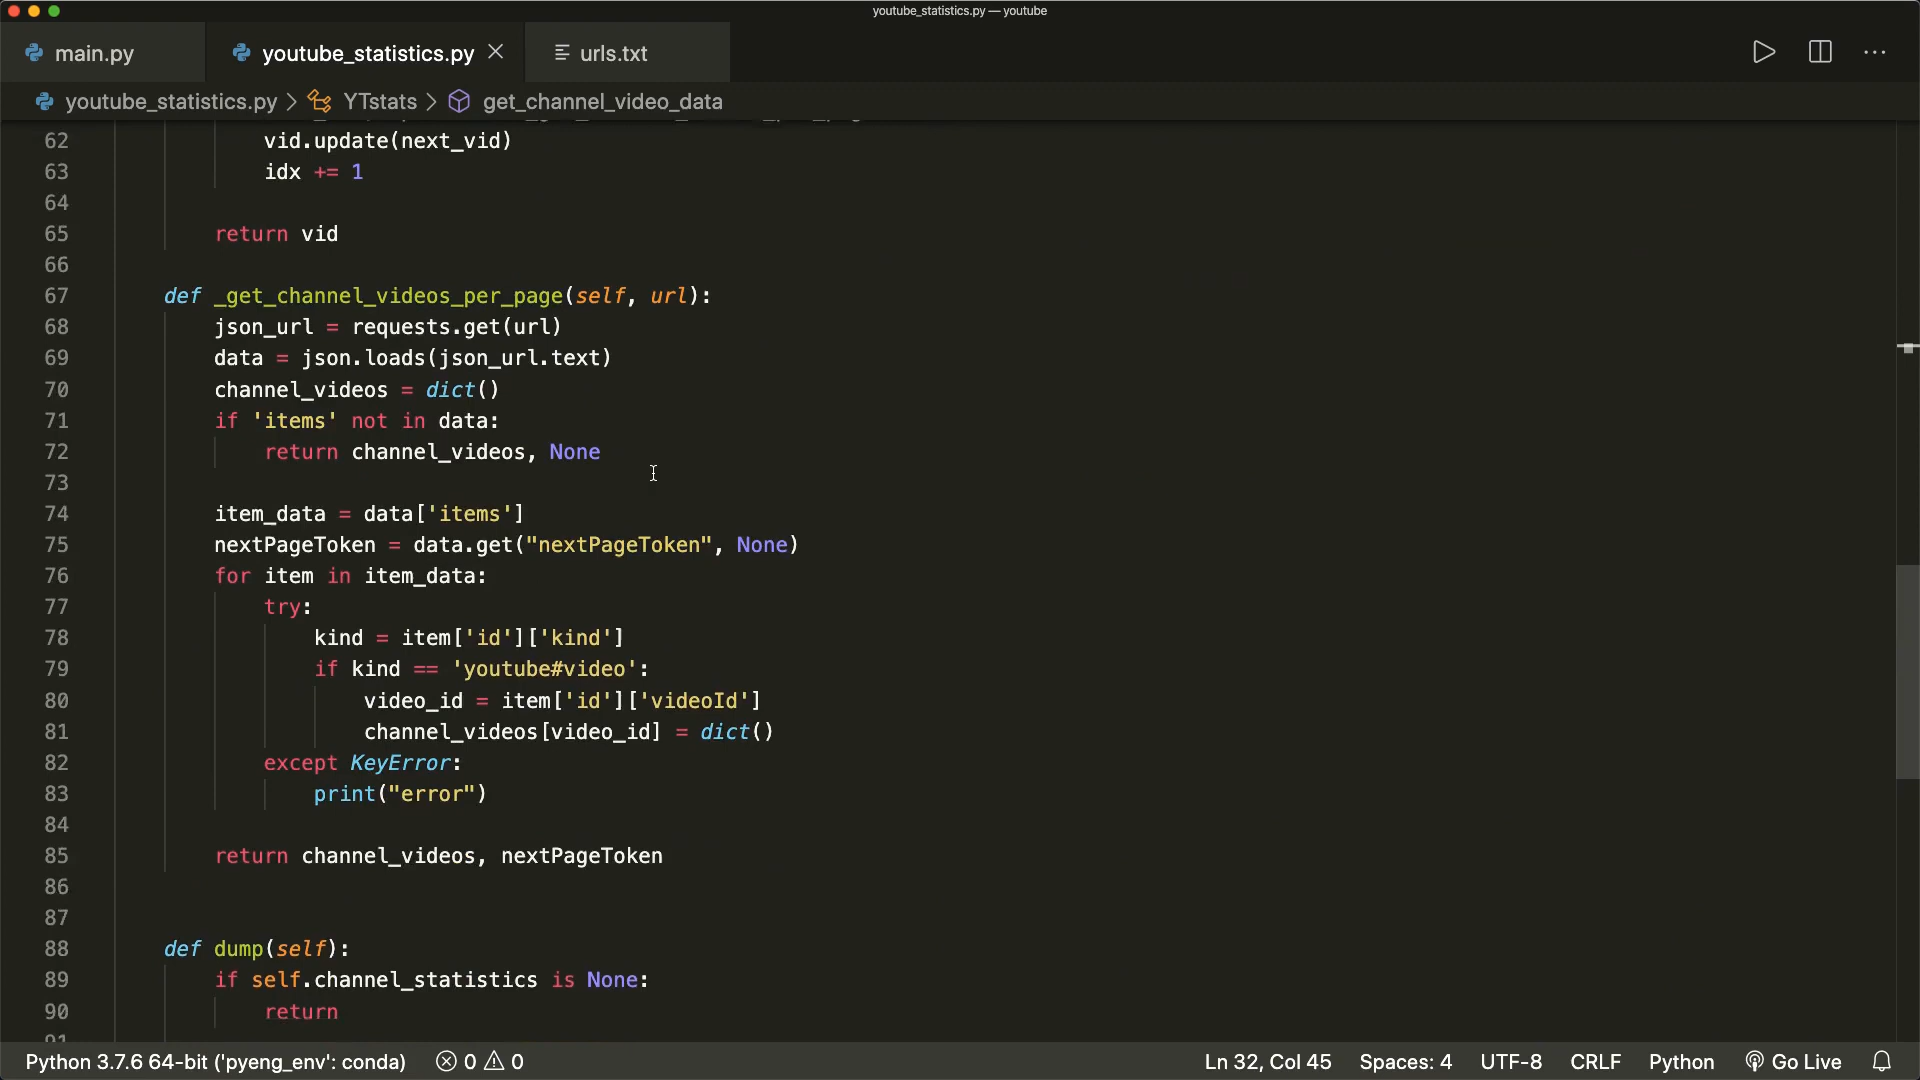 youtube_statistics.py — youtube
main.py
youtube_statistics.py
urls.txt
youtube_statistics.py > YTstats > get_channel_video_data
62 vid.update(next_vid)
63 idx += 1
64
65 return vid
66
67 def _get_channel_videos_per_page(self, url):
68 json_url = requests.get(url)
69 data = json.loads(json_url.text)
70 channel_videos = dict()
71 if 'items' not in data:
72 return channel_videos, None
73
74 item_data = data['items']
75 nextPageToken = data.get("nextPageToken", None)
76 for item in item_data:
77 try:
78 kind = item['id']['kind']
79 if kind == 'youtube#video':
80 video_id = item['id']['videoId']
81 channel_videos[video_id] = dict()
82 except KeyError:
83 print("error")
84
85 return channel_videos, nextPageToken
86
87
88 def dump(self):
89 if self.channel_statistics is None:
90 return
91
Python 3.7.6 64-bit ('pyeng_env': conda) 0 0 Ln 32, Col 45 Spaces: 4 UTF-8 CRLF Python Go Live